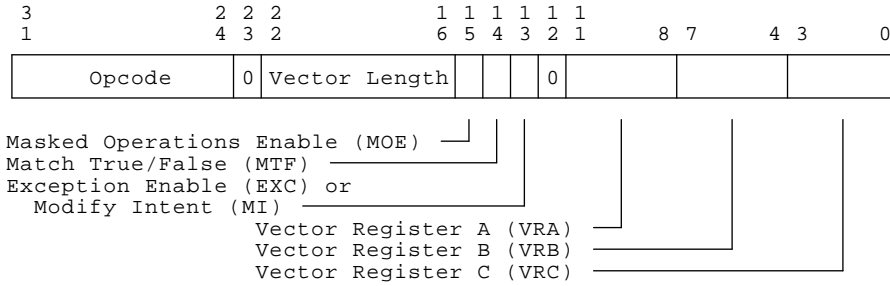 3 2 2 2 1 1 1 1 1 1
1 4 3 2 6 5 4 3 2 1 8 7 4 3 0
Opcode 0 Vector Length 0
Masked Operations Enable (MOE)
Match True/False (MTF)
Exception Enable (EXC) or
Modify Intent (MI)
Vector Register A (VRA)
Vector Register B (VRB)
Vector Register C (VRC)